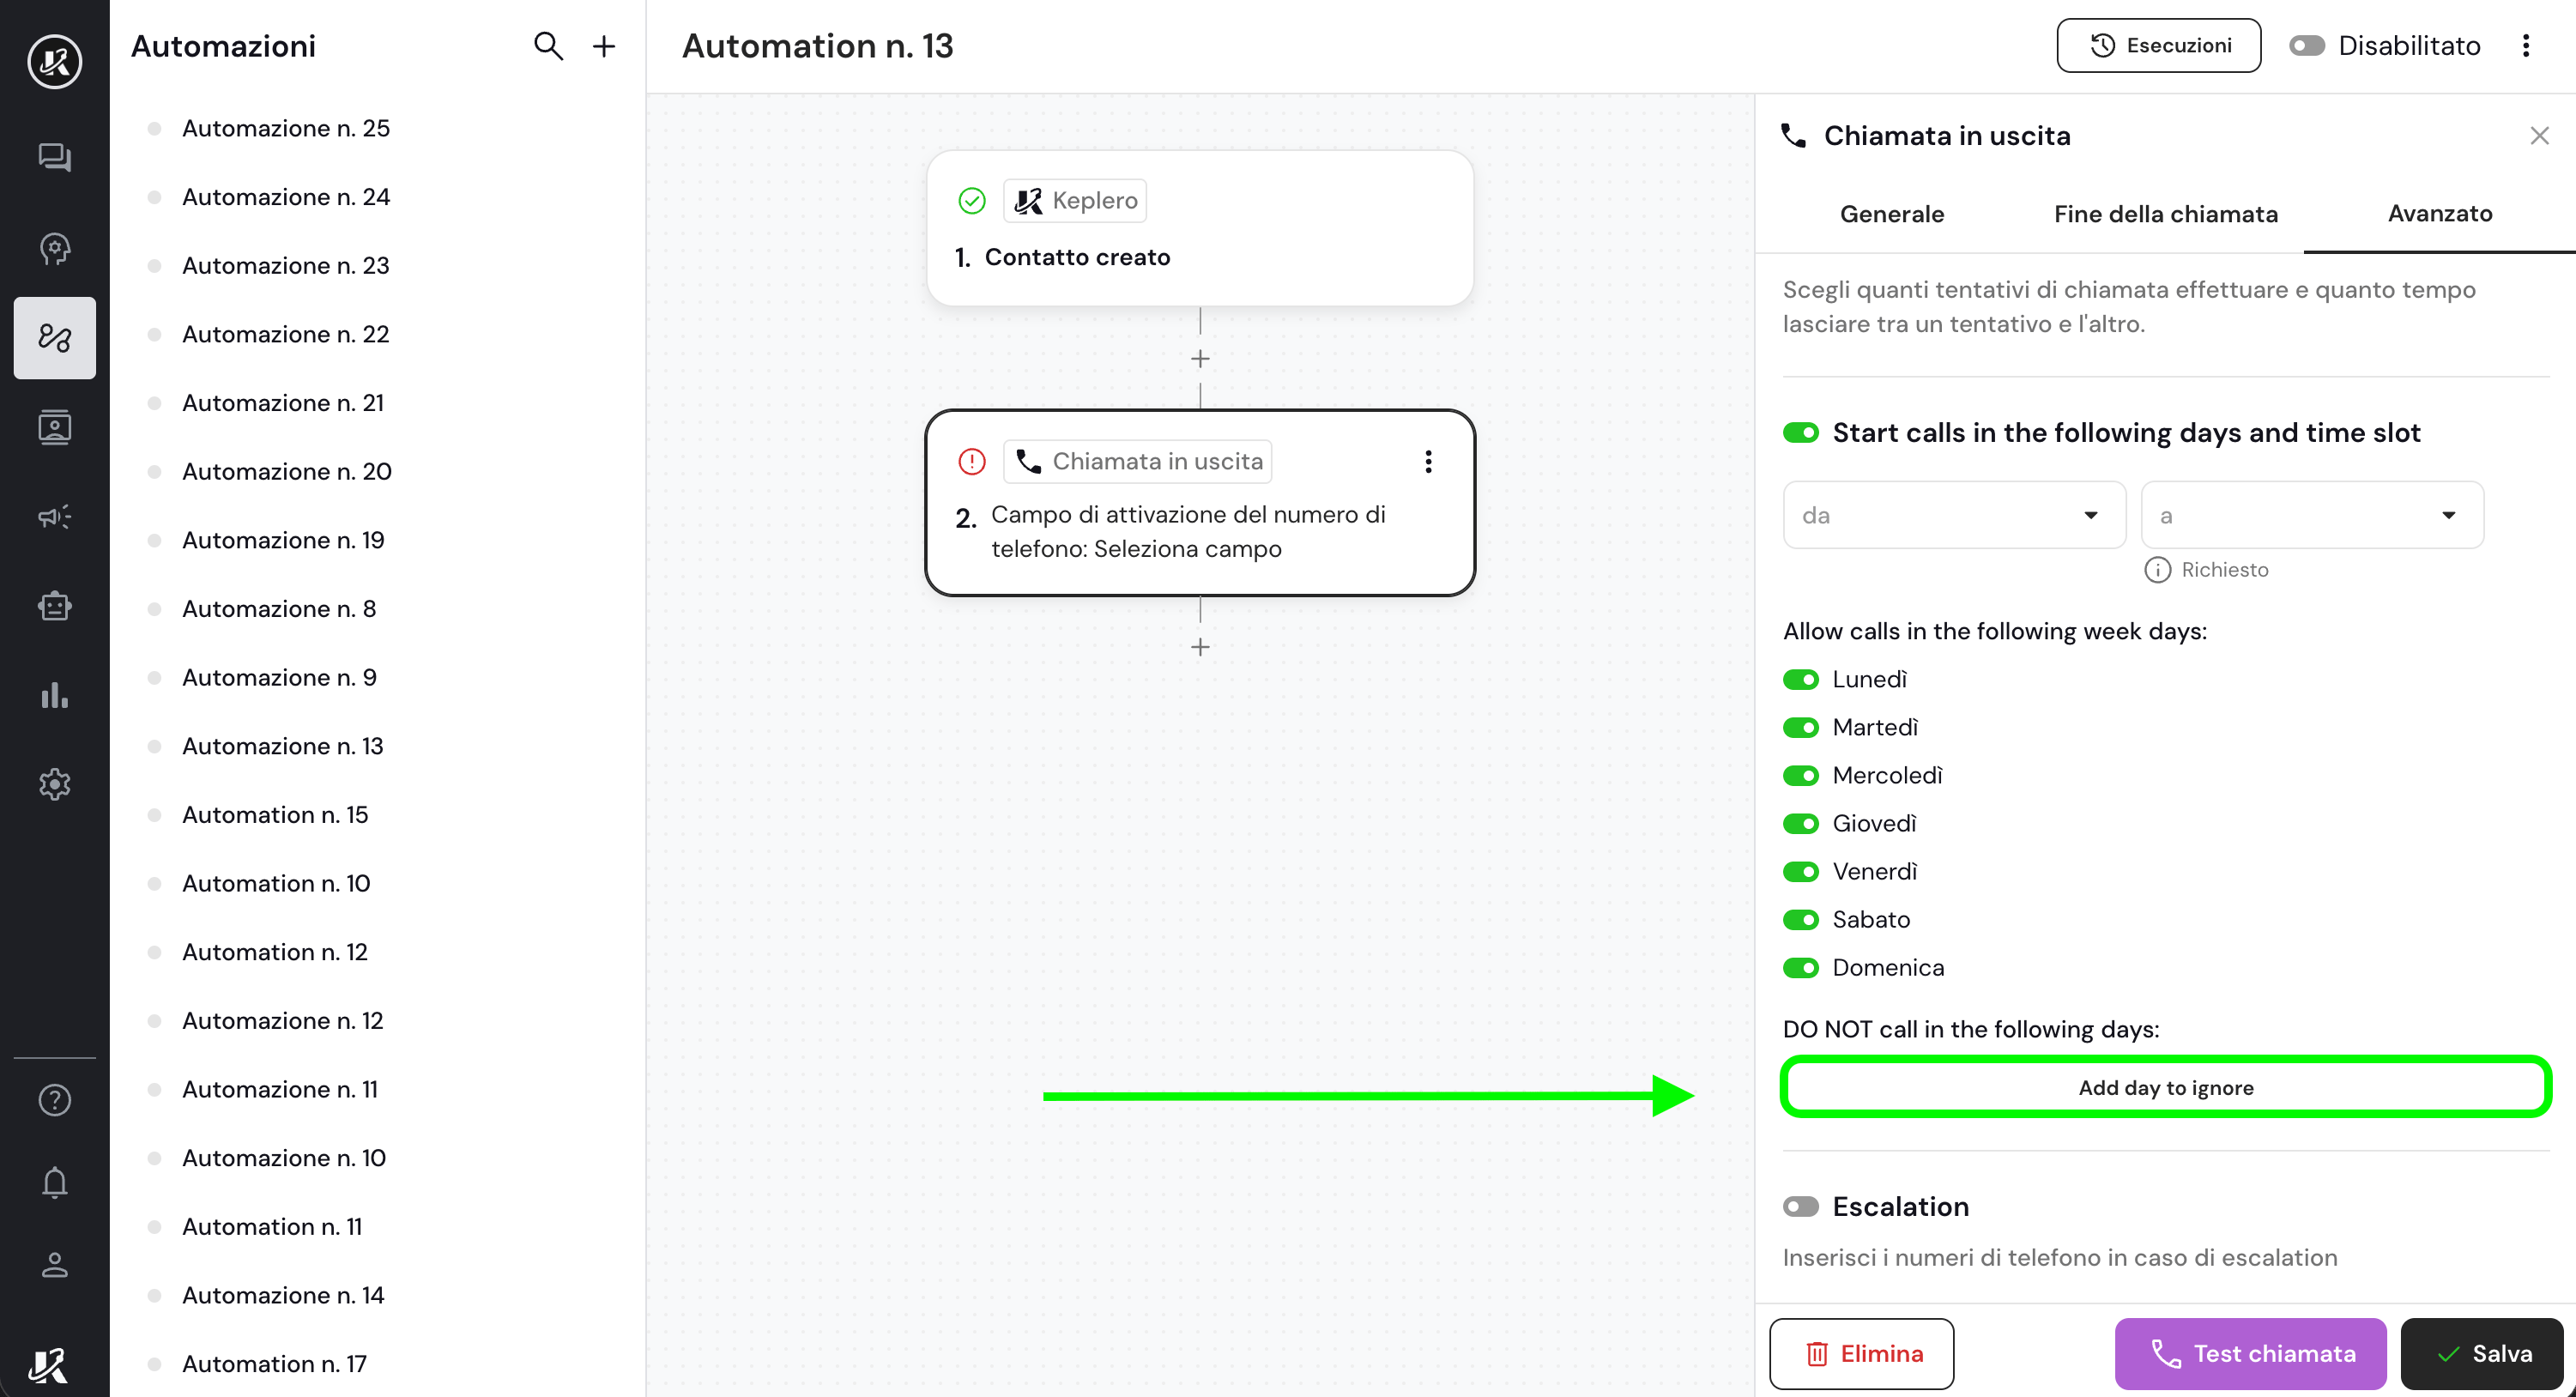 Automazioni
Automazione n. 25
Automazione n. 24
Automazione n. 23
Automazione n. 22
Automazione n. 21
Automazione n. 20
Automazione n. 19
Automazione n. 8
Automazione n. 9
Automazione n. 13
Automation n. 15
Automation n. 10
Automation n. 12
Automazione n. 12
Automazione n. 11
Automazione n. 10
Automation n. 11
Automazione n. 14
Automation n. 17
Automation n. 13
Esecuzioni
Disabilitato
Keplero
1. Contatto creato
Chiamata in uscita
2. Campo di attivazione del numero di
telefono: Seleziona campo
Chiamata in uscita
Generale
Fine della chiamata
Avanzato
Scegli quanti tentativi di chiamata effettuare e quanto tempo
lasciare tra un tentativo e l'altro.
Start calls in the following days and time slot
da
a
Richiesto
Allow calls in the following week days:
Lunedì
Martedì
Mercoledì
Giovedì
Venerdì
Sabato
Domenica
DO NOT call in the following days:
Add day to ignore
Escalation
Inserisci i numeri di telefono in caso di escalation
Elimina
Test chiamata
Salva